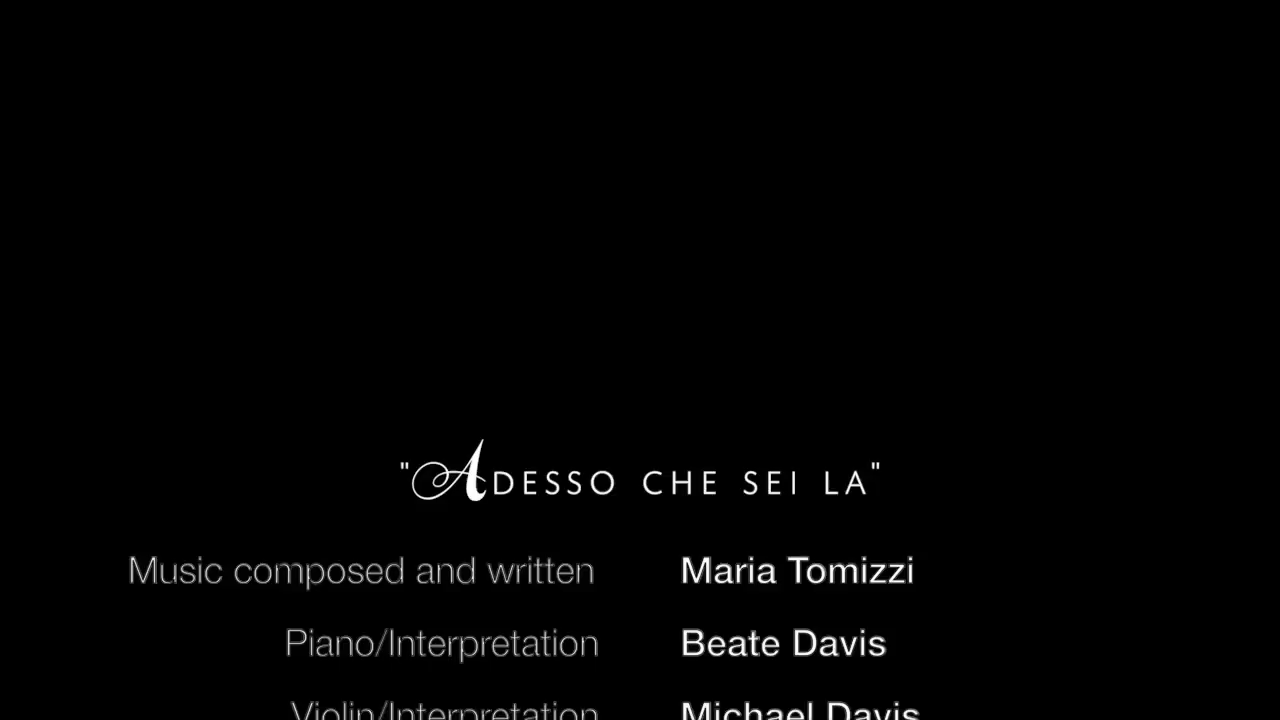 "Adesso che sei la"
Music composed and written Maria Tomizzi
Piano/Interpretation Beate Davis
Violin/Interpretation Michael Davis